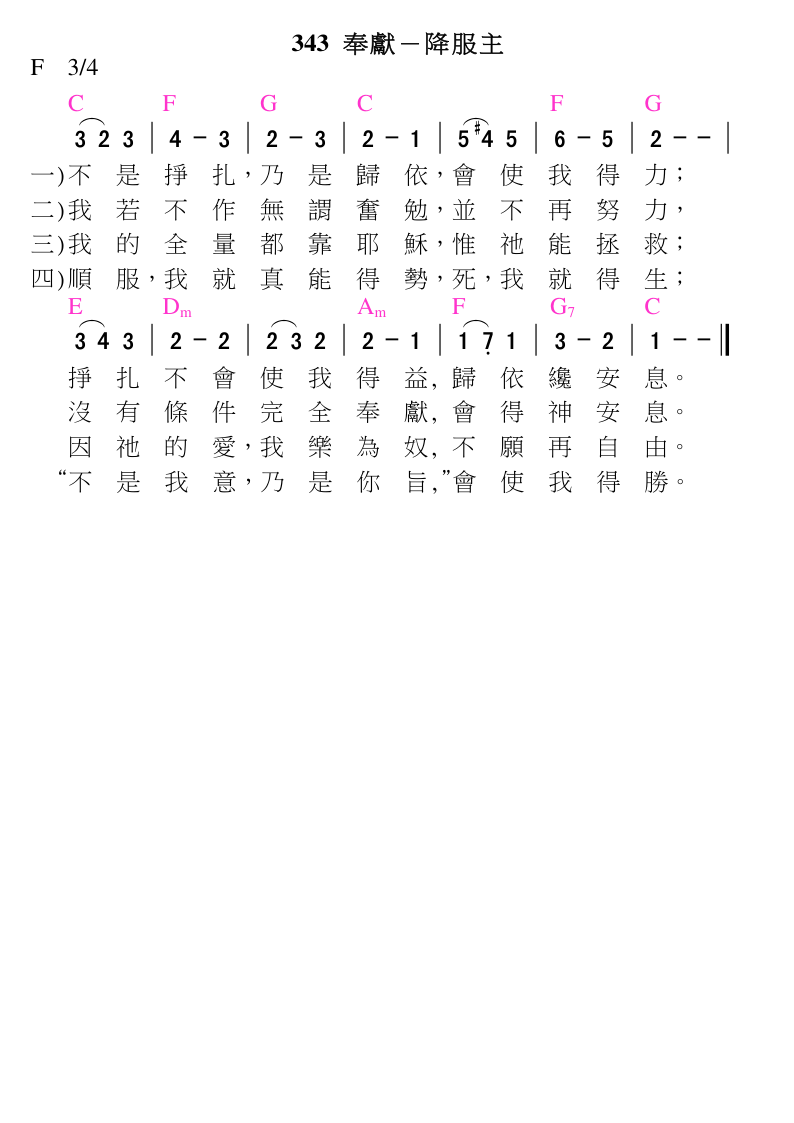 343 奉獻－降服主
F 3/4
C F G C F G
3 2 3 | 4 - 3 | 2 - 3 | 2 - 1 | 5 #4 5 | 6 - 5 | 2 - - |
一)不是掙扎，乃是歸依，會使我得力；
二)我若不作無謂奮勉，並不再努力，
三)我的全量都靠耶穌，惟祂能拯救；
四)順服，我就真能得勢，死，我就得生；
E Dm Am F G7 C
3 4 3 | 2 - 2 | 2 3 2 | 2 - 1 | 1 7̣ 1 | 3 - 2 | 1 - - ‖
掙扎不會使我得益,歸依纔安息。
沒有條件完全奉獻,會得神安息。
因祂的愛，我樂為奴,不願再自由。
“不是我意，乃是你旨,”會使我得勝。